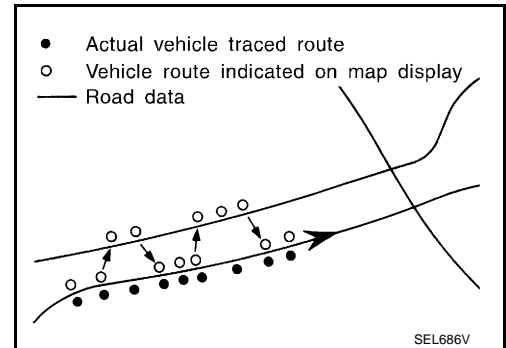 Actual vehicle traced route
Vehicle route indicated on map display
Road data
SEL686V